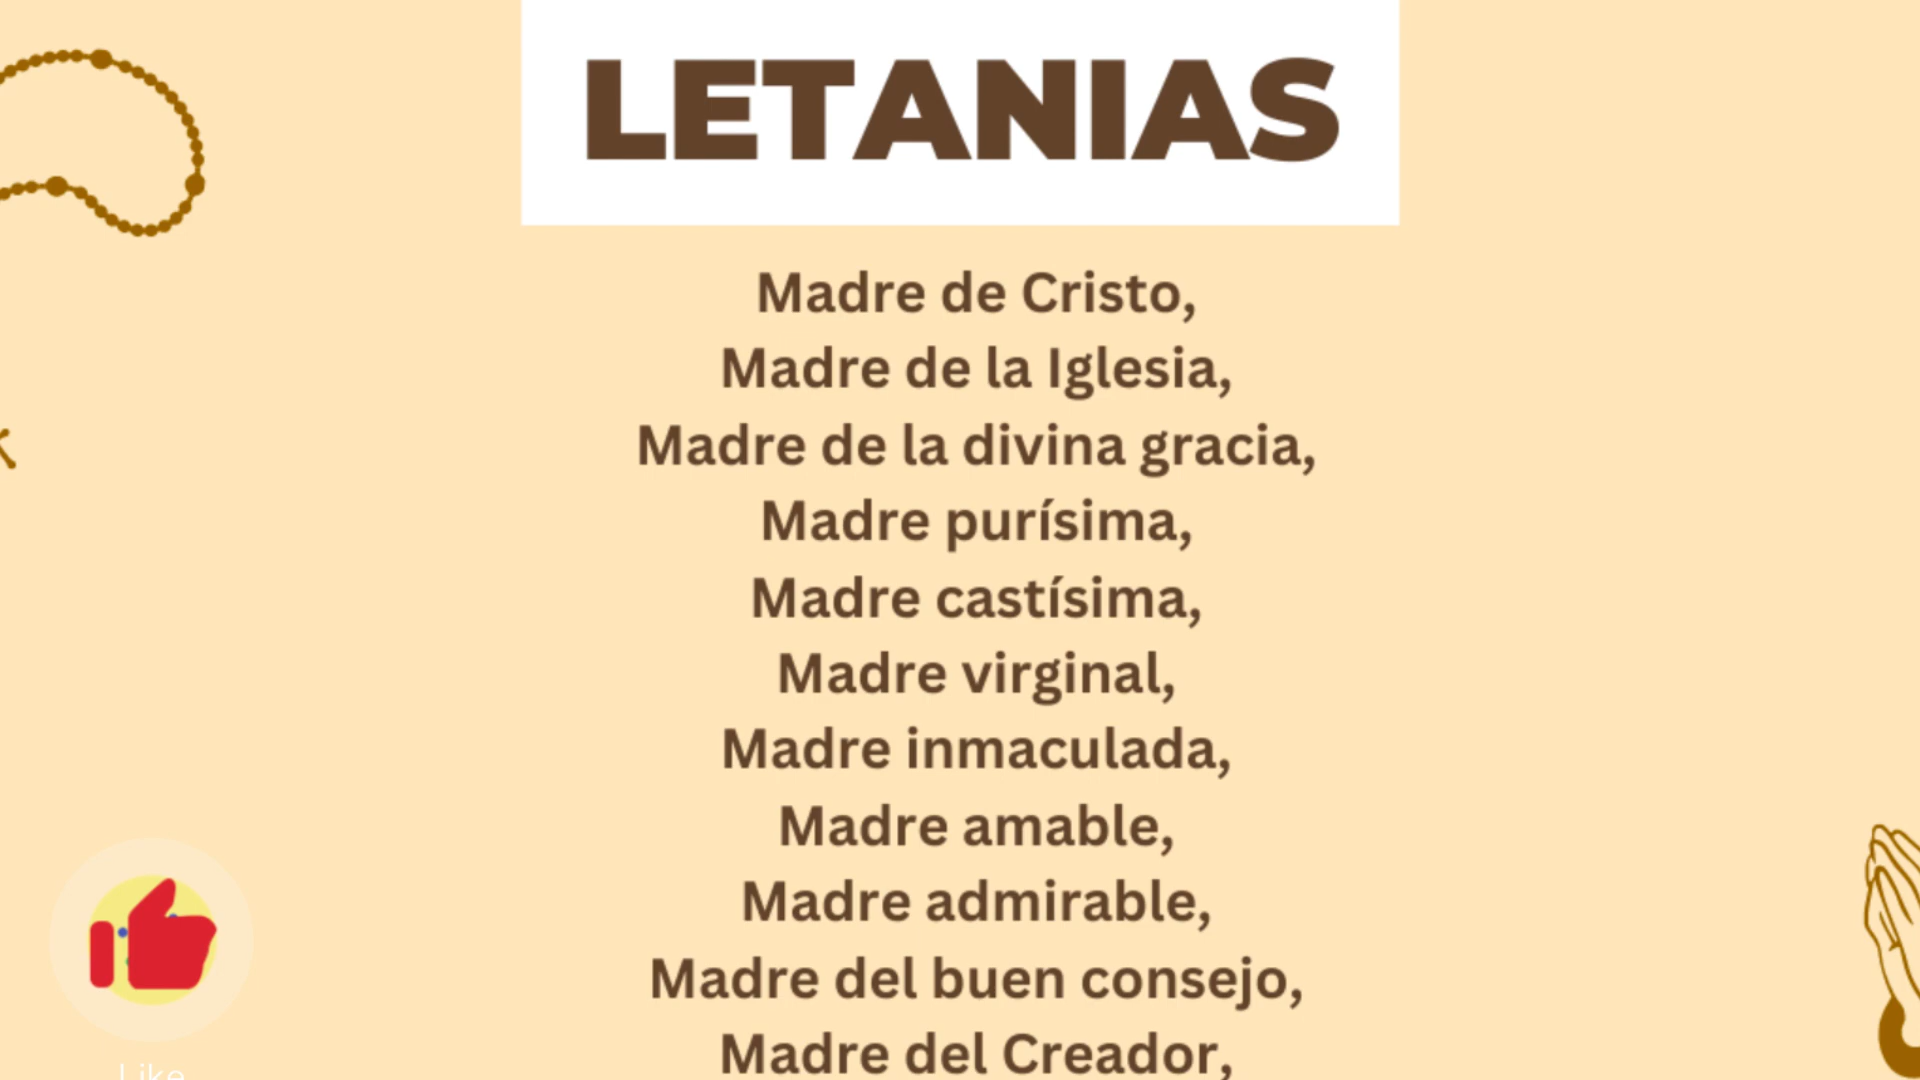 LETANIAS
Madre de Cristo,
Madre de la Iglesia,
Madre de la divina gracia,
Madre purísima,
Madre castísima,
Madre virginal,
Madre inmaculada,
Madre amable,
Madre admirable,
Madre del buen consejo,
Madre del Creador,
Like